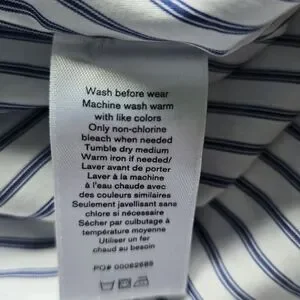 Wash before wear
Machine wash warm
with like colors
Only non-chlorine
bleach when needed
Tumble dry medium
Warm iron if needed/
Laver avant de porter
Laver à la machine
à l'eau chaude avec
des couleurs similaires
Seulement javellisant sans
chlore si nécessaire
Sécher par culbutage à
température moyenne
Utiliser un fer
chaud au besoin
PO# 00062689